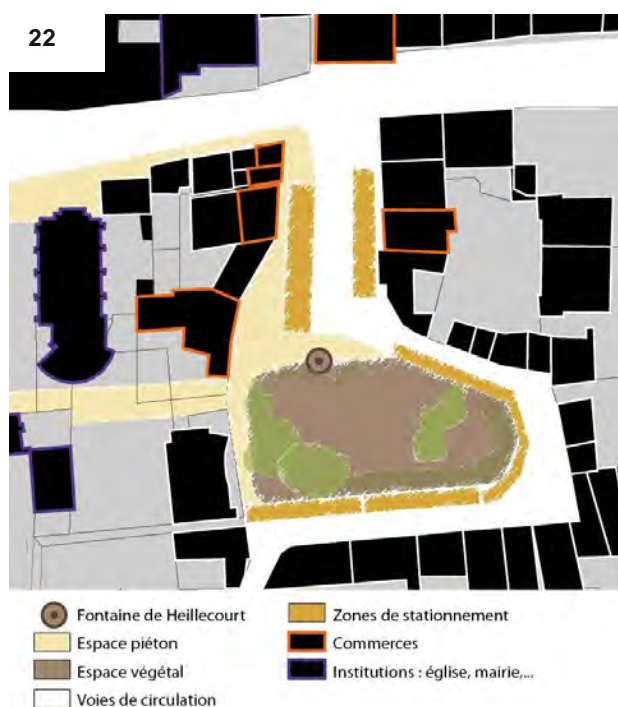 22
Fontaine de Heillecourt
Espace piéton
Espace végétal
Voies de circulation
Zones de stationnement
Commerces
Institutions : église, mairie,...